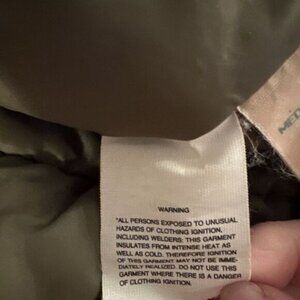 WARNING
"ALL PERSONS EXPOSED TO UNUSUAL
HAZARDS OF CLOTHING IGNITION,
INCLUDING WELDERS; THIS GARMENT
INSULATES FROM INTENSE HEAT AS
WELL AS COLD. THEREFORE IGNITION
OF THIS GARMENT MAY NOT BE IMME-
DIATELY REALIZED. DO NOT USE THIS
GARMENT WHERE THERE IS A DANGER
OF CLOTHING IGNITION.